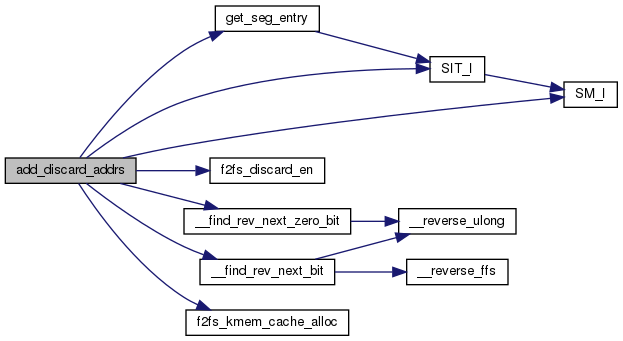 get_seg_entry
SIT_I
SM_I
add_discard_addrs
f2fs_discard_en
__find_rev_next_zero_bit
__reverse_ulong
__find_rev_next_bit
__reverse_ffs
f2fs_kmem_cache_alloc